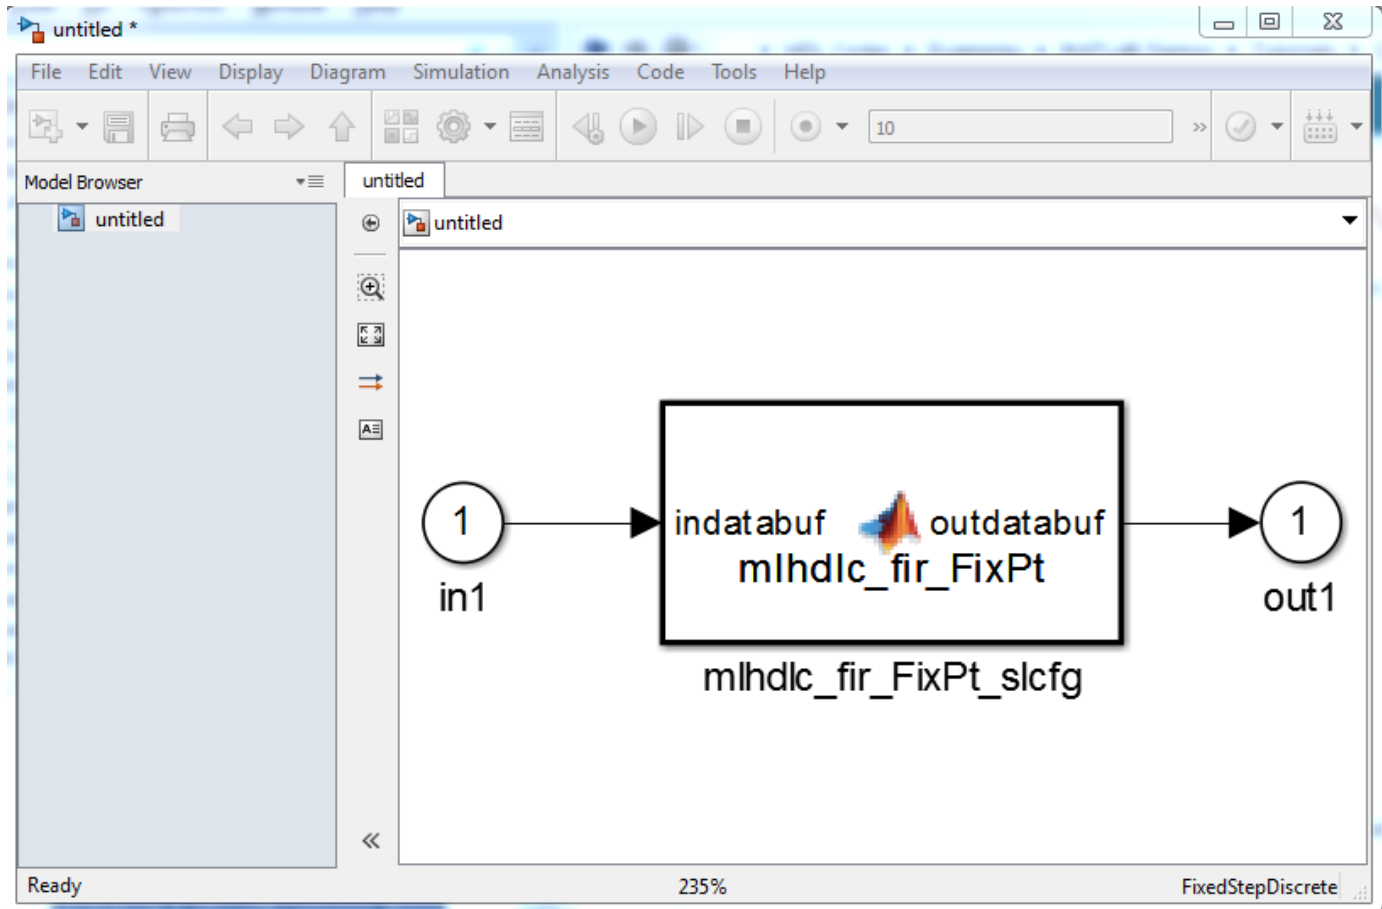 untitled *
File Edit View Display Diagram Simulation Analysis Code Tools Help
10
Model Browser
untitled
untitled
untitled
1
indatabuf
outdatabuf
1
mlhdlc_fir_FixPt
in1
out1
mlhdlc_fir_FixPt_slcfg
Ready
235%
FixedStepDiscrete